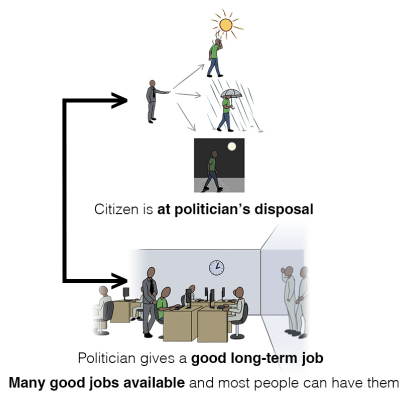 Citizen is at politician's disposal
Politician gives a good long-term job
Many good jobs available and most people can have them